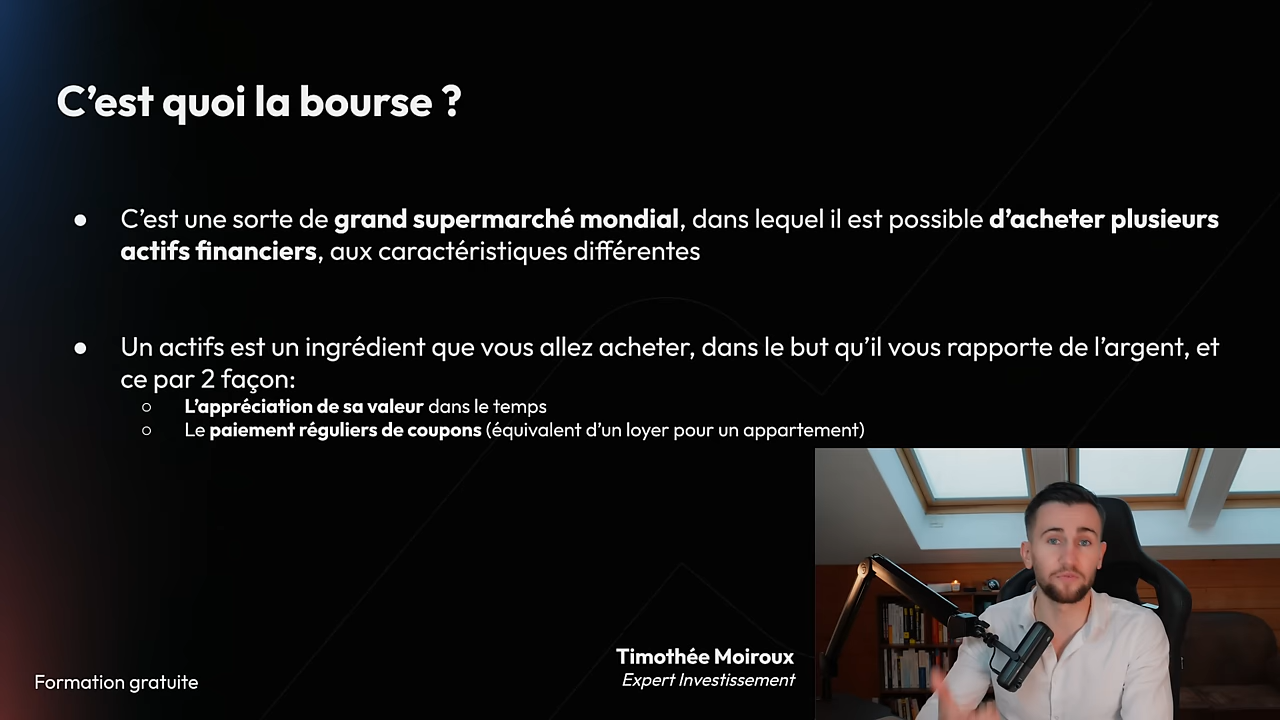 C’est quoi la bourse ?
● C’est une sorte de grand supermarché mondial, dans lequel il est possible d’acheter plusieurs
actifs financiers, aux caractéristiques différentes
● Un actifs est un ingrédient que vous allez acheter, dans le but qu’il vous rapporte de l’argent, et
ce par 2 façon:
○ L’appréciation de sa valeur dans le temps
○ Le paiement réguliers de coupons (équivalent d’un loyer pour un appartement)
Timothée Moiroux
Expert Investissement
Formation gratuite